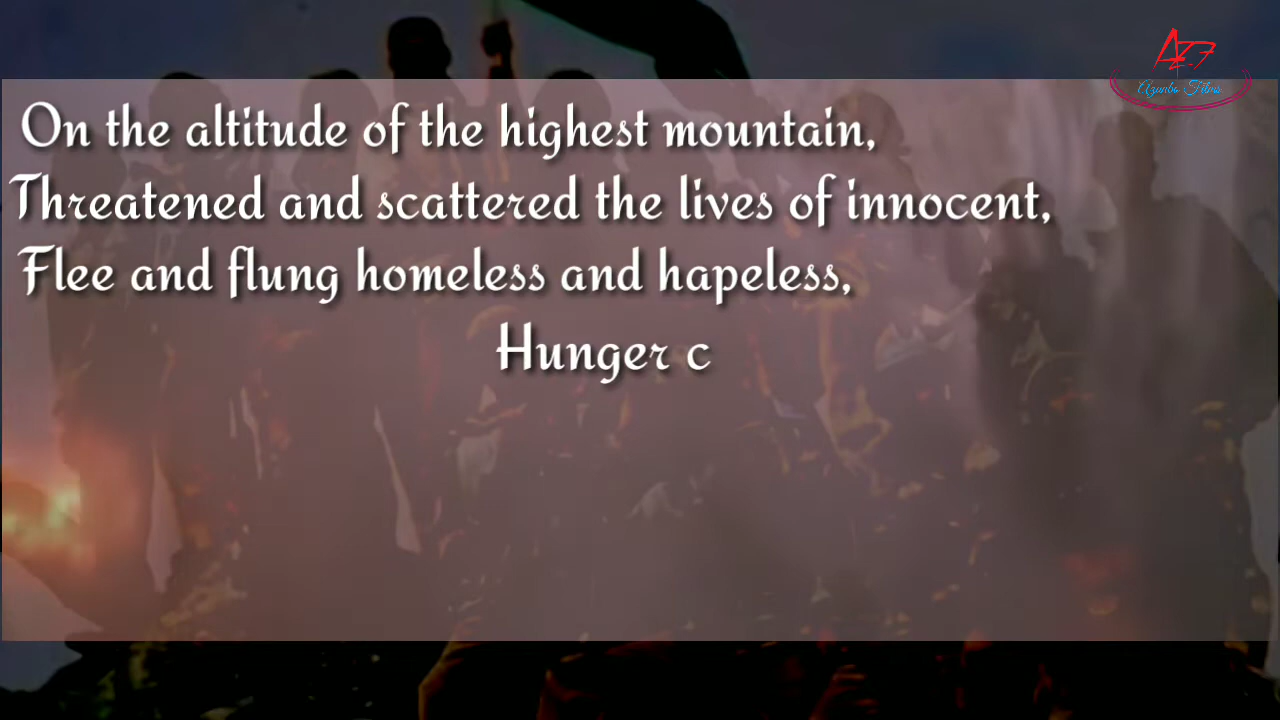 On the altitude of the highest mountain,
Threatened and scattered the lives of innocent,
Flee and flung homeless and hapeless,
Hunger c